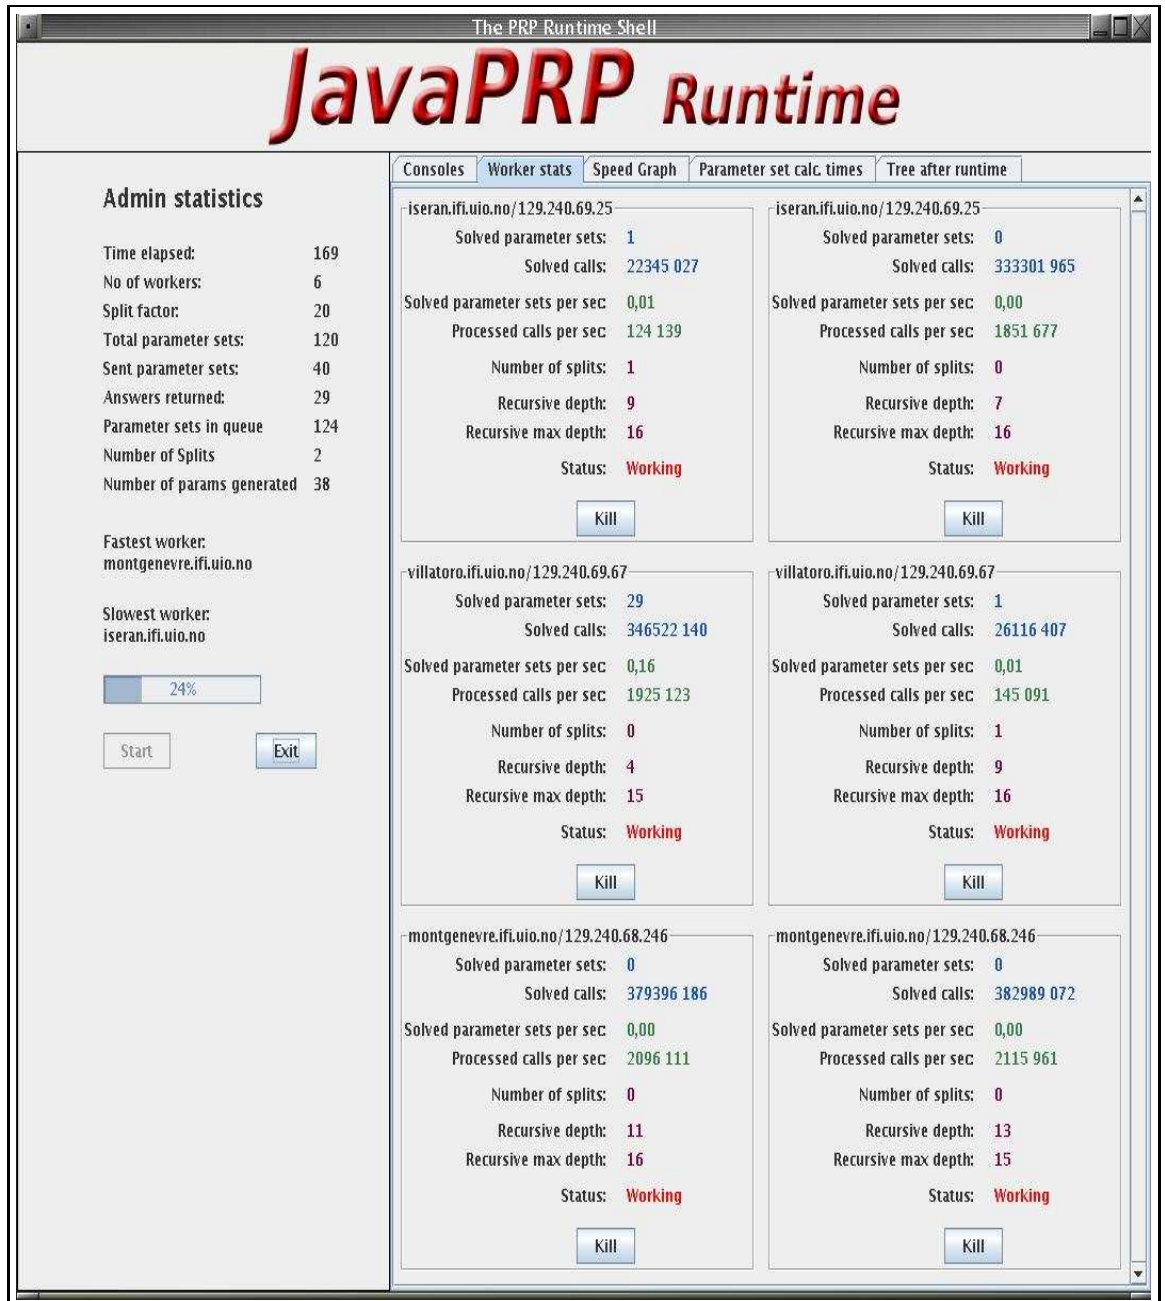 The PRP Runtime Shell
JavaPRP Runtime
Admin statistics
Time elapsed: 169
No of workers: 6
Split factor: 20
Total parameter sets: 120
Sent parameter sets: 40
Answers returned: 29
Parameter sets in queue 124
Number of Splits 2
Number of params generated 38
Fastest worker:
montgenevre.ifi.uio.no
Slowest worker:
iseran.ifi.uio.no
24%
Start Exit
Consoles Worker stats Speed Graph Parameter set calc. times Tree after runtime
iseran.ifi.uio.no/129.240.69.25
Solved parameter sets: 1
Solved calls: 22345 027
Solved parameter sets per sec: 0,01
Processed calls per sec: 124 139
Number of splits: 1
Recursive depth: 9
Recursive max depth: 16
Status: Working
Kill
iseran.ifi.uio.no/129.240.69.25
Solved parameter sets: 0
Solved calls: 333301 965
Solved parameter sets per sec: 0,00
Processed calls per sec: 1851 677
Number of splits: 0
Recursive depth: 7
Recursive max depth: 16
Status: Working
Kill
villatoro.ifi.uio.no/129.240.69.67
Solved parameter sets: 29
Solved calls: 346522 140
Solved parameter sets per sec: 0,16
Processed calls per sec: 1925 123
Number of splits: 0
Recursive depth: 4
Recursive max depth: 15
Status: Working
Kill
villatoro.ifi.uio.no/129.240.69.67
Solved parameter sets: 1
Solved calls: 26116 407
Solved parameter sets per sec: 0,01
Processed calls per sec: 145 091
Number of splits: 1
Recursive depth: 9
Recursive max depth: 16
Status: Working
Kill
montgenevre.ifi.uio.no/129.240.68.246
Solved parameter sets: 0
Solved calls: 379396 186
Solved parameter sets per sec: 0,00
Processed calls per sec: 2096 111
Number of splits: 0
Recursive depth: 11
Recursive max depth: 16
Status: Working
Kill
montgenevre.ifi.uio.no/129.240.68.246
Solved parameter sets: 0
Solved calls: 382989 072
Solved parameter sets per sec: 0,00
Processed calls per sec: 2115 961
Number of splits: 0
Recursive depth: 13
Recursive max depth: 15
Status: Working
Kill